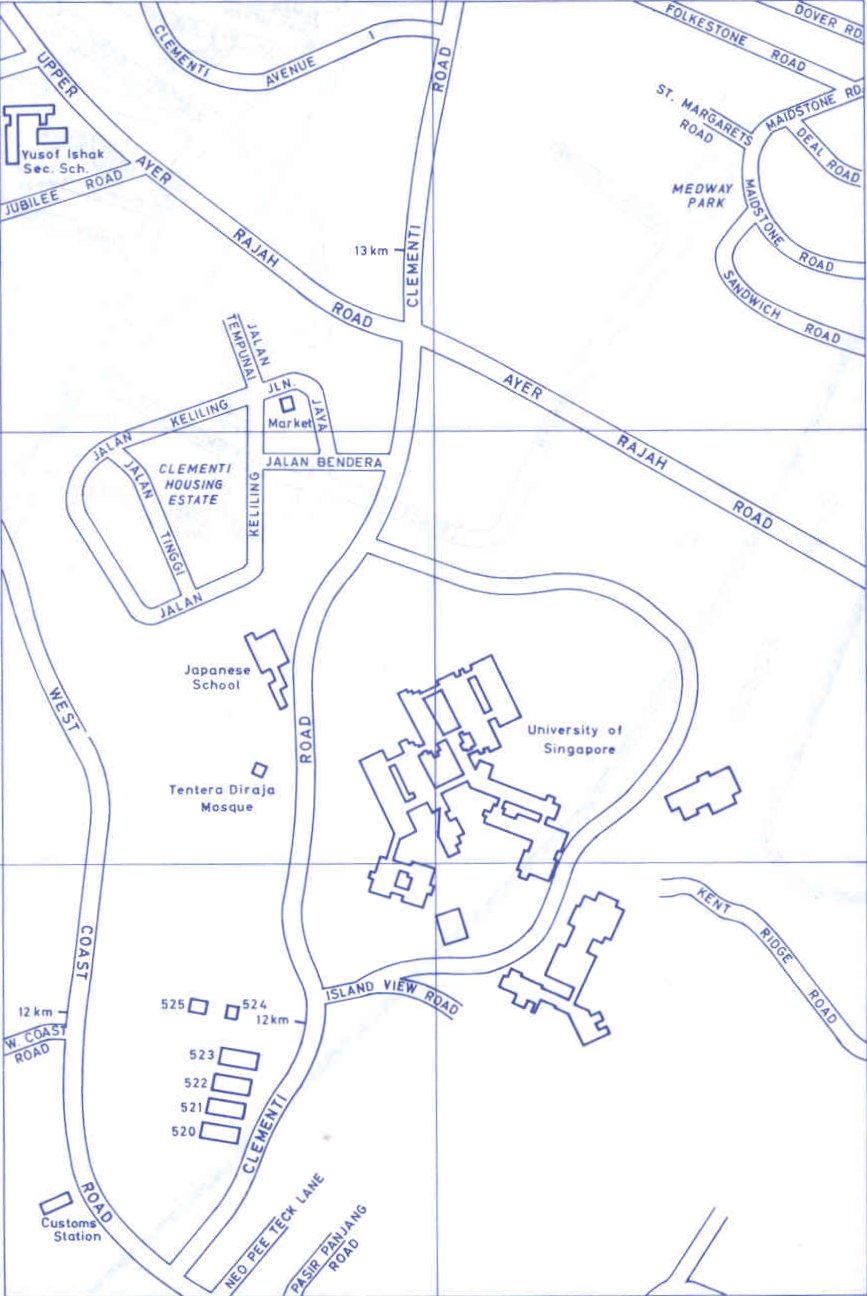 CLEMENTI AVENUE 1
ROAD
FOLKESTONE ROAD
DOVER RD.
UPPER
AYER
RAJAH
ROAD
Yusof Ishak
Sec. Sch.
JUBILEE ROAD
ST. MARGARETS
ROAD
MAIDSTONE RD.
DEAL ROAD
MEDWAY
PARK
MAIDSTONE
ROAD
SANDWICH ROAD
13 km
CLEMENTI
JALAN
TEMPUNAI
JLN.
JAYA
Market
AYER
RAJAH
ROAD
JALAN
KELILING
JALAN BENDERA
CLEMENTI
HOUSING
ESTATE
JALAN
TINGGI
KELILING
JALAN
Japanese
School
WEST
ROAD
University of
Singapore
Tentera Diraja
Mosque
COAST
KENT
RIDGE
ROAD
ISLAND VIEW ROAD
525
524
12 km
12 km
W. COAST
ROAD
523
522
521
520
CLEMENTI
ROAD
Customs
Station
NEO PEE TECK LANE
PASIR PANJANG
ROAD